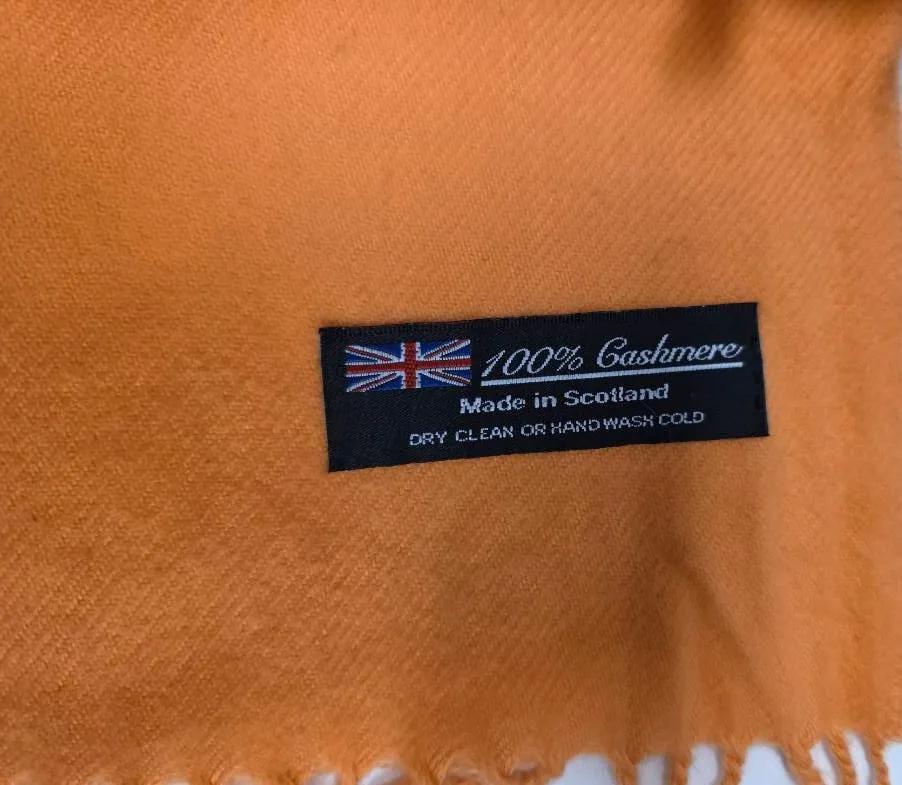 100% Cashmere
Made in Scotland
DRY CLEAN OR HAND WASH COLD